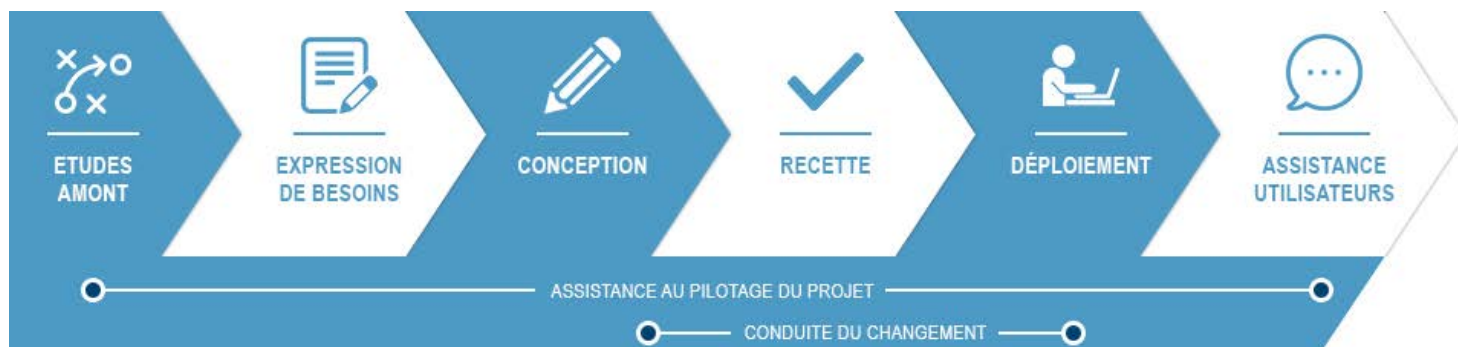 ETUDES
AMONT
EXPRESSION
DE BESOINS
CONCEPTION
RECETTE
DÉPLOIEMENT
ASSISTANCE
UTILISATEURS
ASSISTANCE AU PILOTAGE DU PROJET
CONDUITE DU CHANGEMENT